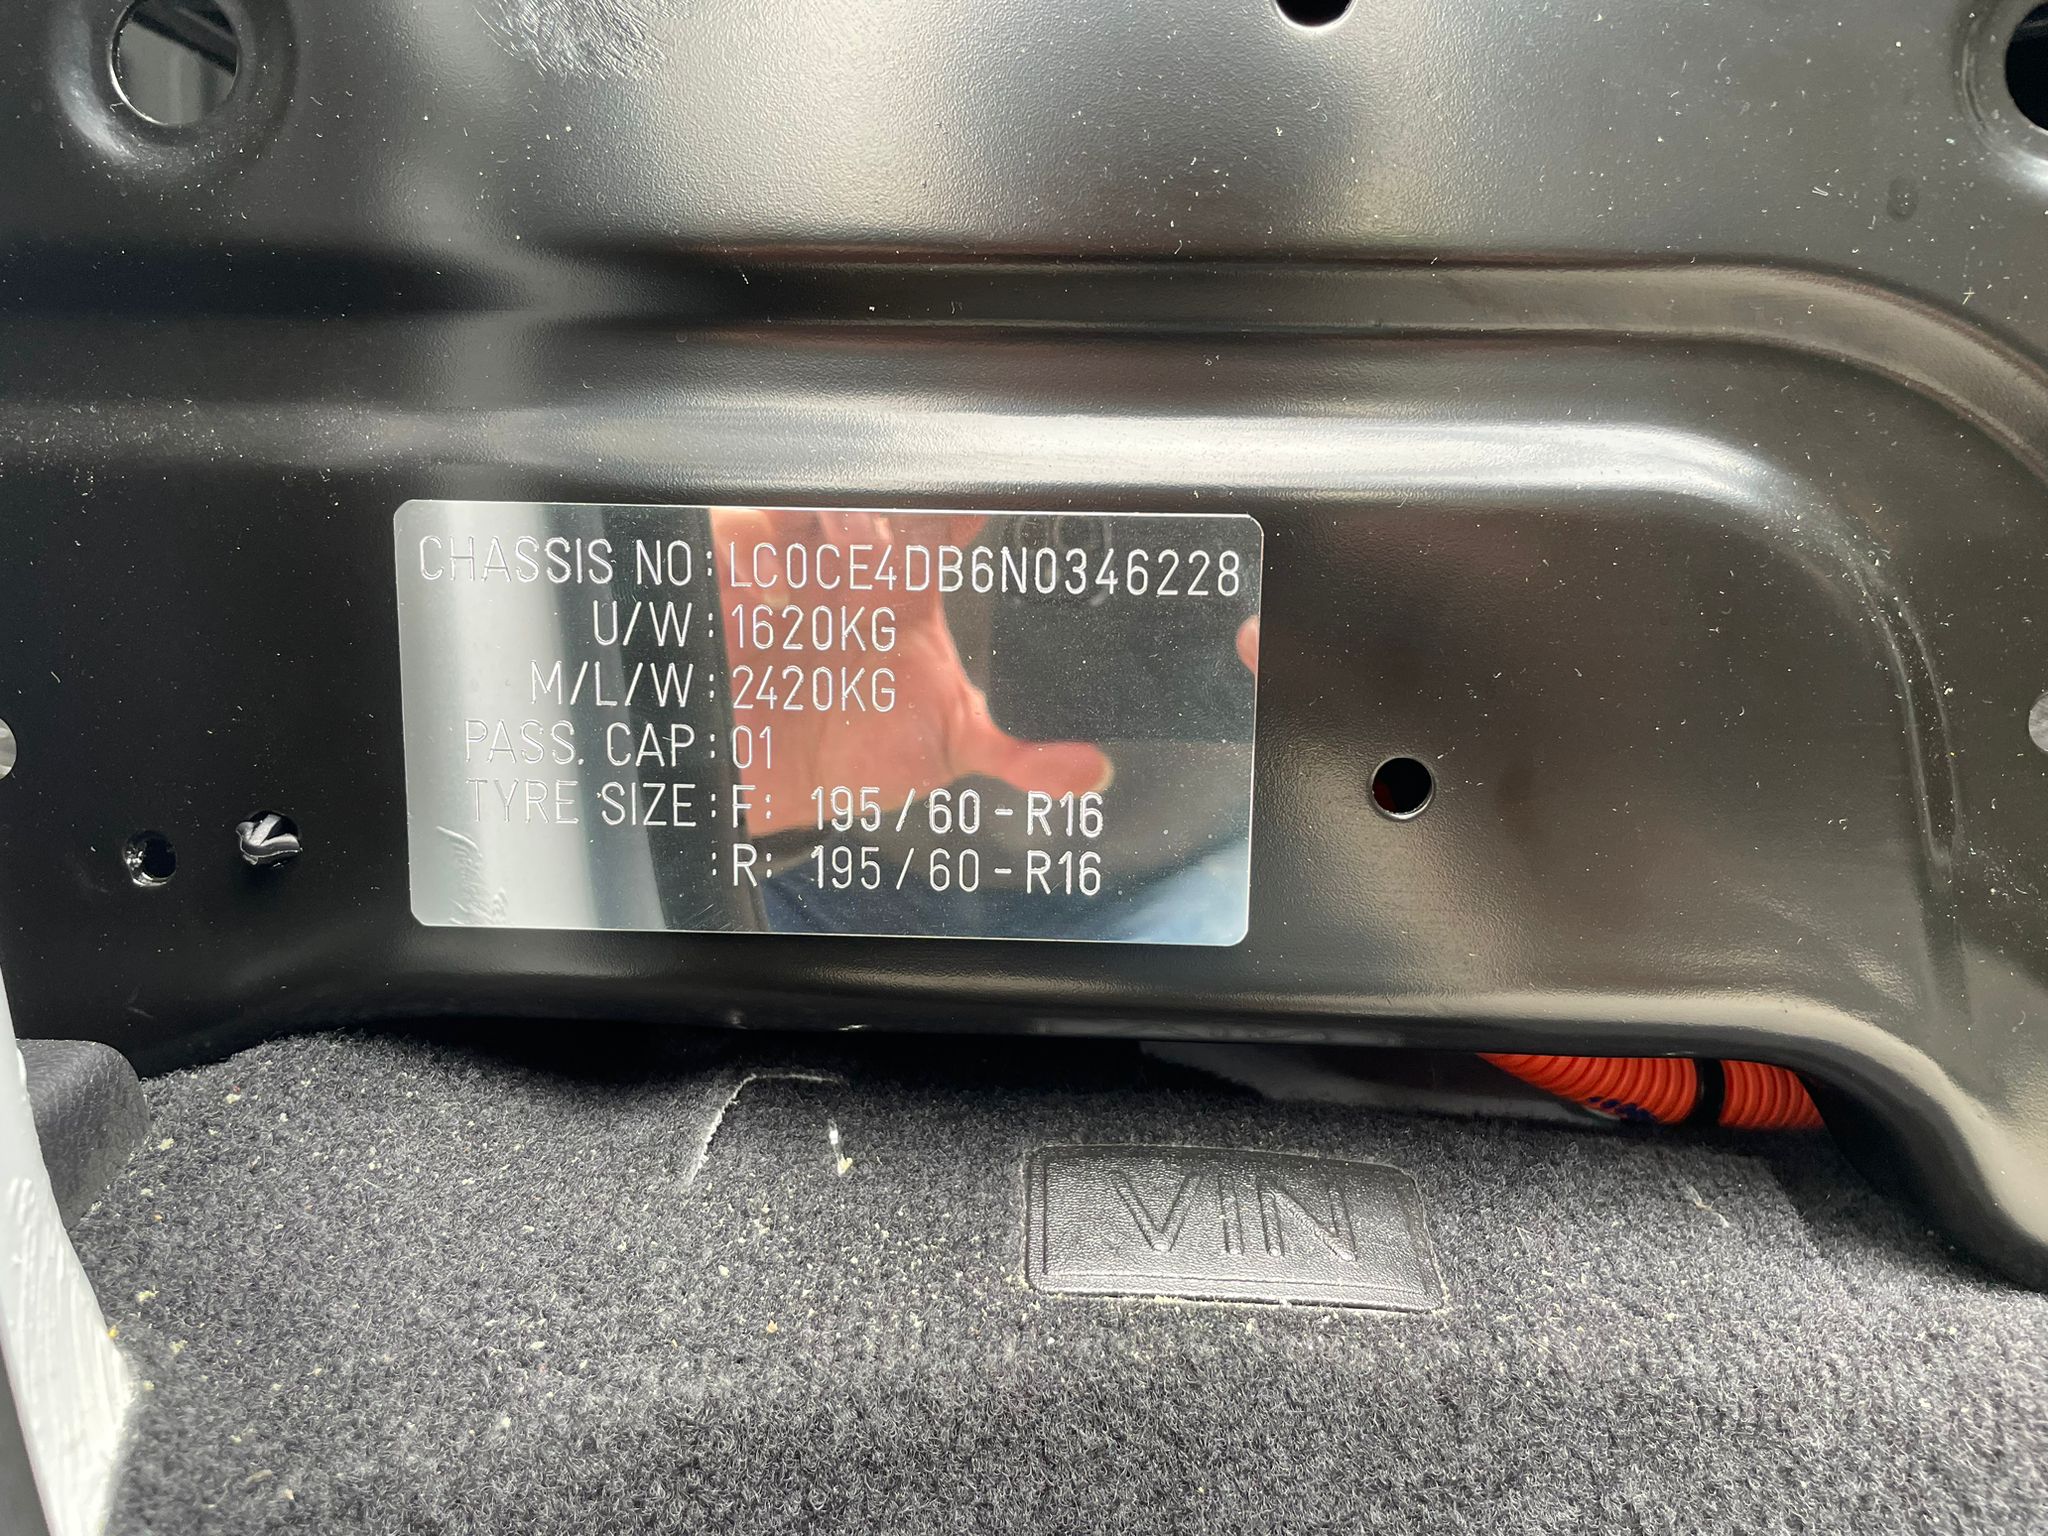 CHASSIS NO: LC0CE4DB6N0346228
U/W: 1620KG
M/L/W: 2420KG
PASS. CAP: 01
TYRE SIZE: F: 195/60-R16
: R: 195/60-R16
VIN